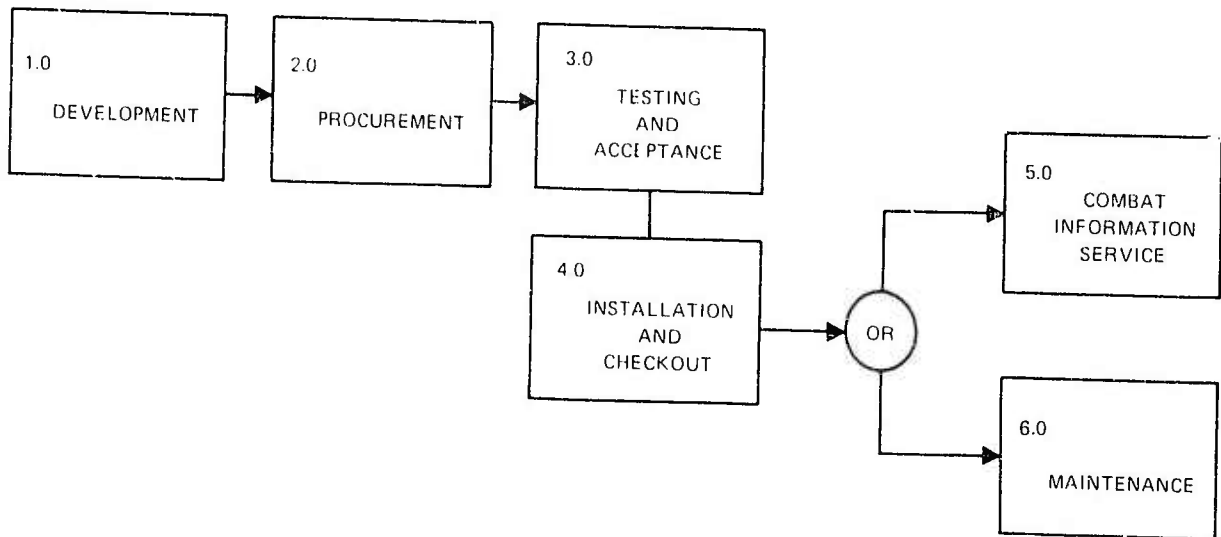 1.0
DEVELOPMENT
2.0
PROCUREMENT
3.0
TESTING
AND
ACCEPTANCE
4.0
INSTALLATION
AND
CHECKOUT
OR
5.0
COMBAT
INFORMATION
SERVICE
6.0
MAINTENANCE